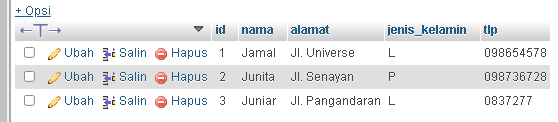 + Opsi
id nama alamat jenis_kelamin tlp
Ubah Salin Hapus 1 Jamal Jl. Universe L 098654578
Ubah Salin Hapus 2 Junita Jl. Senayan P 098736728
Ubah Salin Hapus 3 Juniar Jl. Pangandaran L 0837277